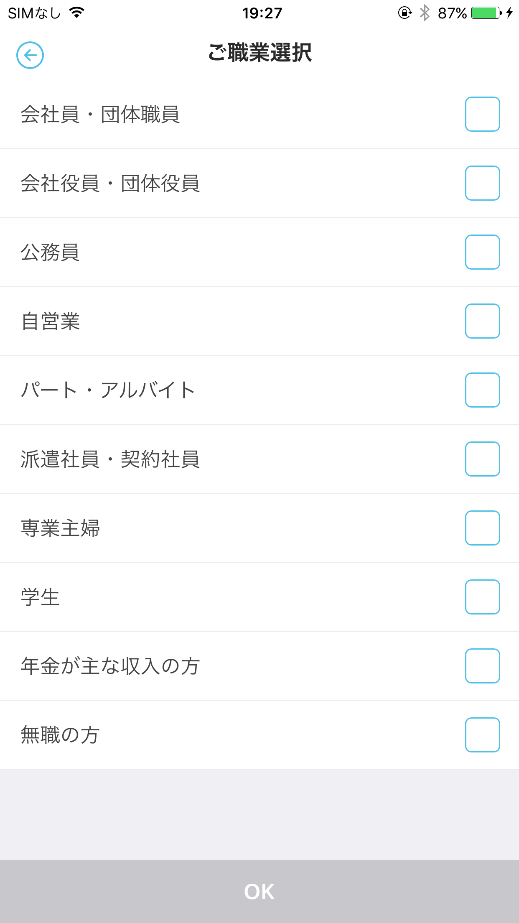 SIMなし 19:27 87%
ご職業選択
会社員・団体職員
会社役員・団体役員
公務員
自営業
パート・アルバイト
派遣社員・契約社員
専業主婦
学生
年金が主な収入の方
無職の方
OK